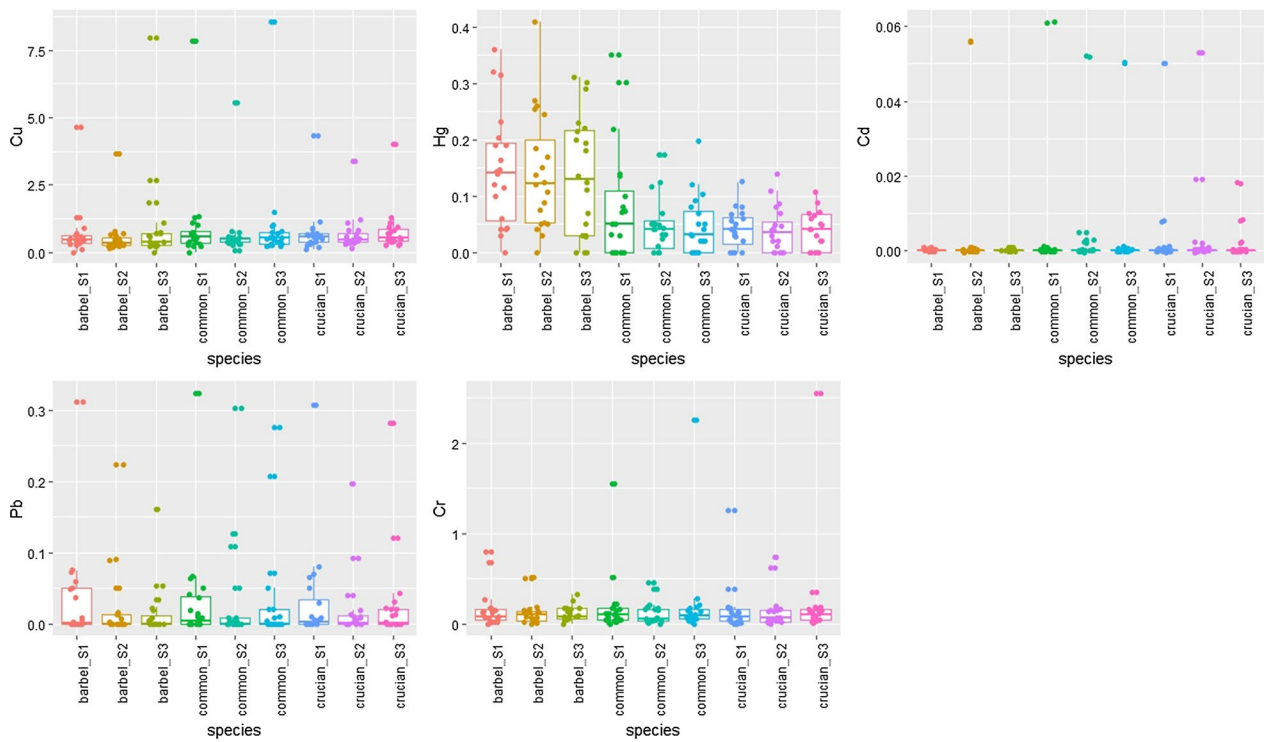 Cu
7.5
5.0
2.5
0.0
barbel_S1
barbel_S2
barbel_S3
common_S1
common_S2
common_S3
crucian_S1
crucian_S2
crucian_S3
species
Hg
0.4
0.3
0.2
0.1
0.0
barbel_S1
barbel_S2
barbel_S3
common_S1
common_S2
common_S3
crucian_S1
crucian_S2
crucian_S3
species
Cd
0.06
0.04
0.02
0.00
barbel_S1
barbel_S2
barbel_S3
common_S1
common_S2
common_S3
crucian_S1
crucian_S2
crucian_S3
species
Pb
0.3
0.2
0.1
0.0
barbel_S1
barbel_S2
barbel_S3
common_S1
common_S2
common_S3
crucian_S1
crucian_S2
crucian_S3
species
Cr
2
1
0
barbel_S1
barbel_S2
barbel_S3
common_S1
common_S2
common_S3
crucian_S1
crucian_S2
crucian_S3
species